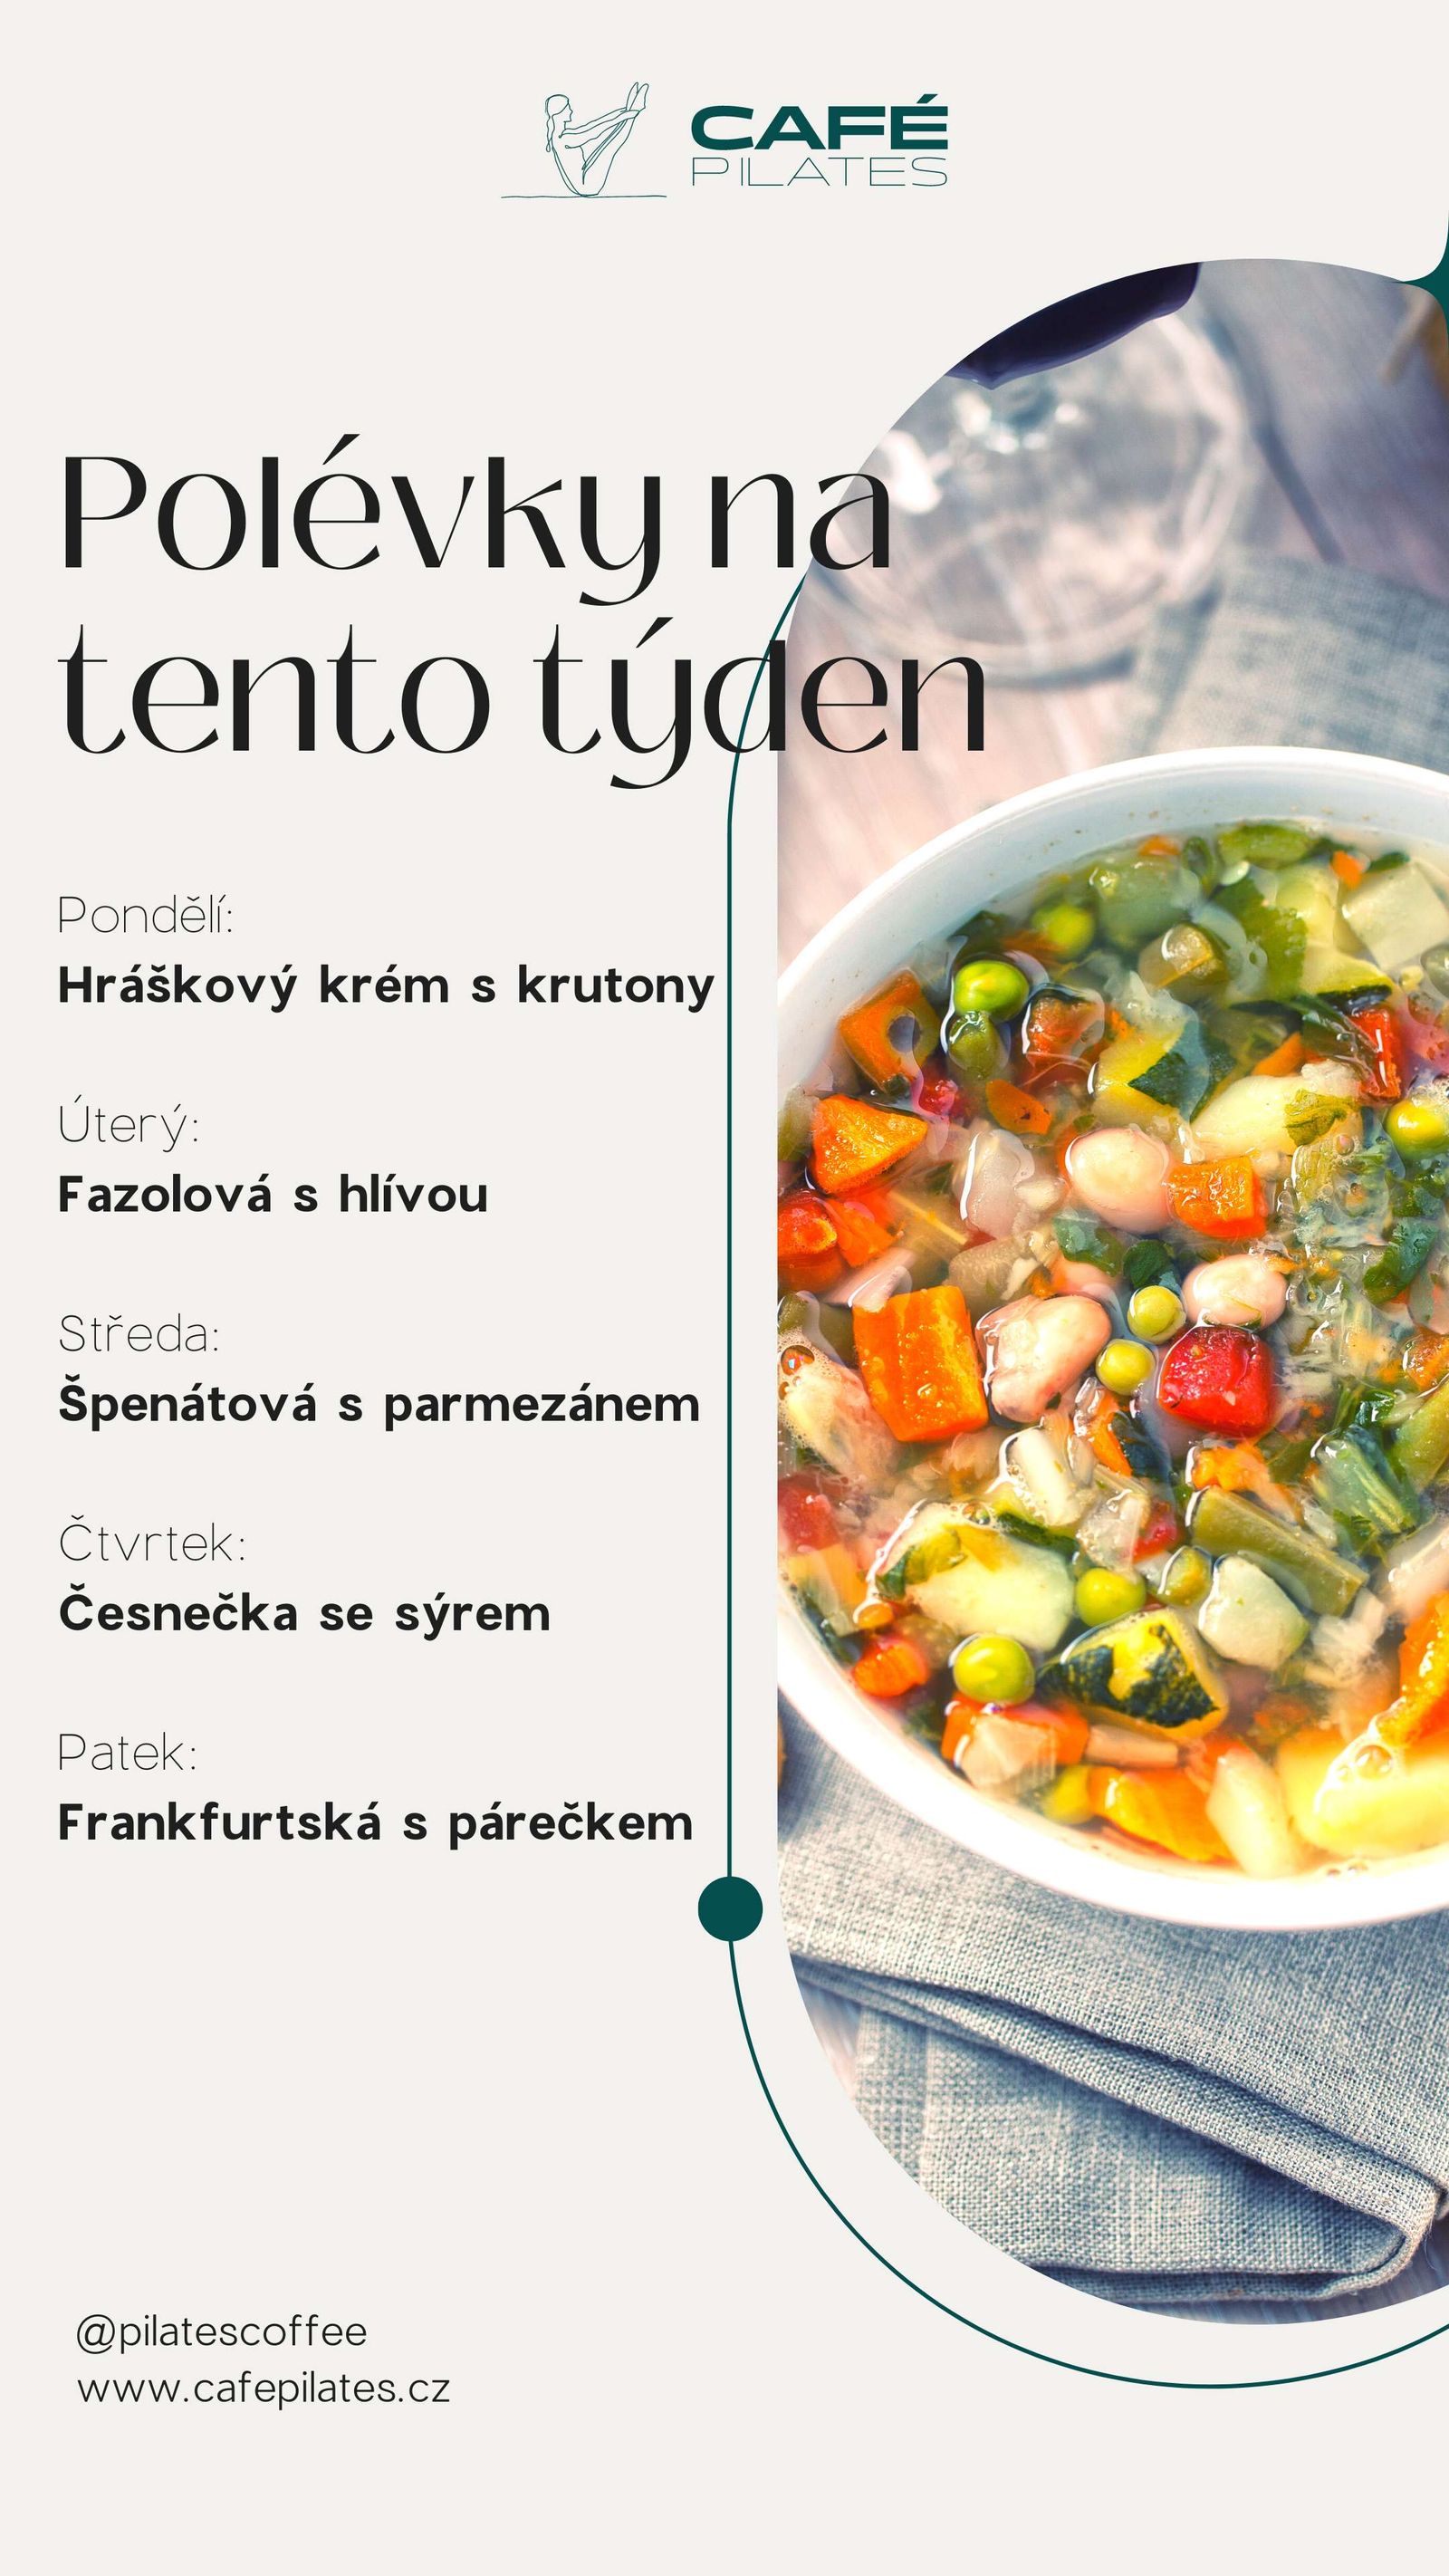 CAFÉ
PILATES
Polévky na
tento týden
Pondělí:
Hráškový krém s krutony
Úterý:
Fazolová s hlívou
Středa:
Špenátová s parmezánem
Čtvrtek:
Česnečka se sýrem
Patek:
Frankfurtská s párečkem
@pilatescoffee
www.cafepilates.cz